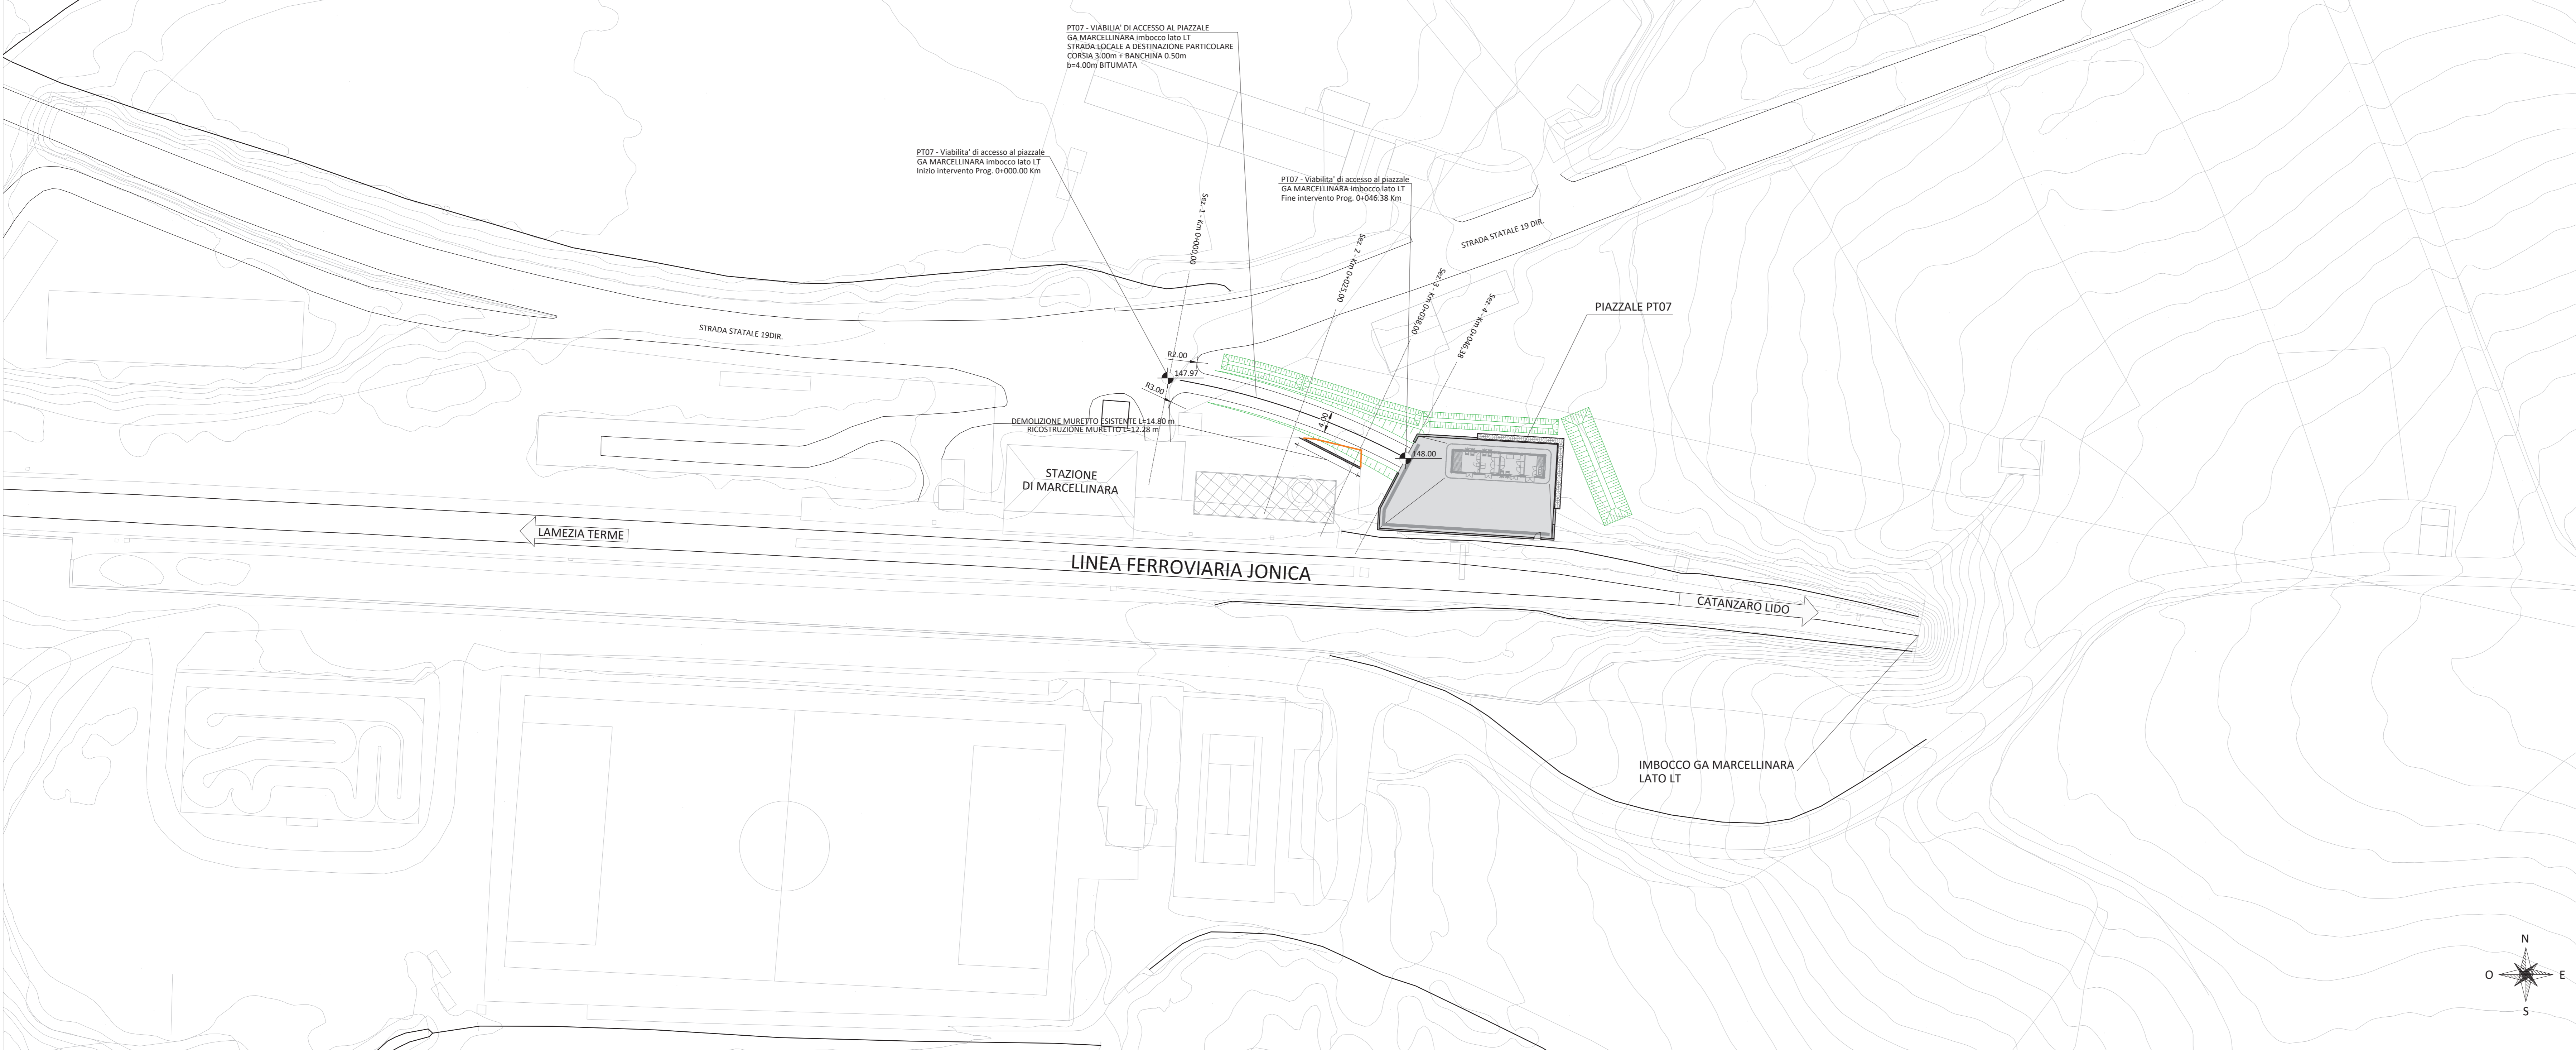 PT07 - VIABILIA' DI ACCESSO AL PIAZZALE
GA MARCELLINARA imbocco lato LT
STRADA LOCALE A DESTINAZIONE PARTICOLARE
CORSIA 3.00m + BANCHINA 0.50m
b=4.00m BITUMATA
PT07 - Viabilita' di accesso al piazzale
GA MARCELLINARA imbocco lato LT
Inizio intervento Prog. 0+000.00 Km
PT07 - Viabilita' di accesso al piazzale
GA MARCELLINARA imbocco lato LT
Fine intervento Prog. 0+046.38 Km
Sez. 1 - Km 0+000,00
Sez. 2 - Km 0+025,00
Sez. 3 - Km 0+038,00
Sez. 4 - Km 0+046,38
STRADA STATALE 19 DIR.
STRADA STATALE 19DIR.
PIAZZALE PT07
R2.00
147.97
R3.00
4.00
DEMOLIZIONE MURETTO ESISTENTE L=14.80 m
RICOSTRUZIONE MURETTO L=12.28 m
148.00
STAZIONE
DI MARCELLINARA
LAMEZIA TERME
LINEA FERROVIARIA JONICA
CATANZARO LIDO
IMBOCCO GA MARCELLINARA
LATO LT
N
O
E
S